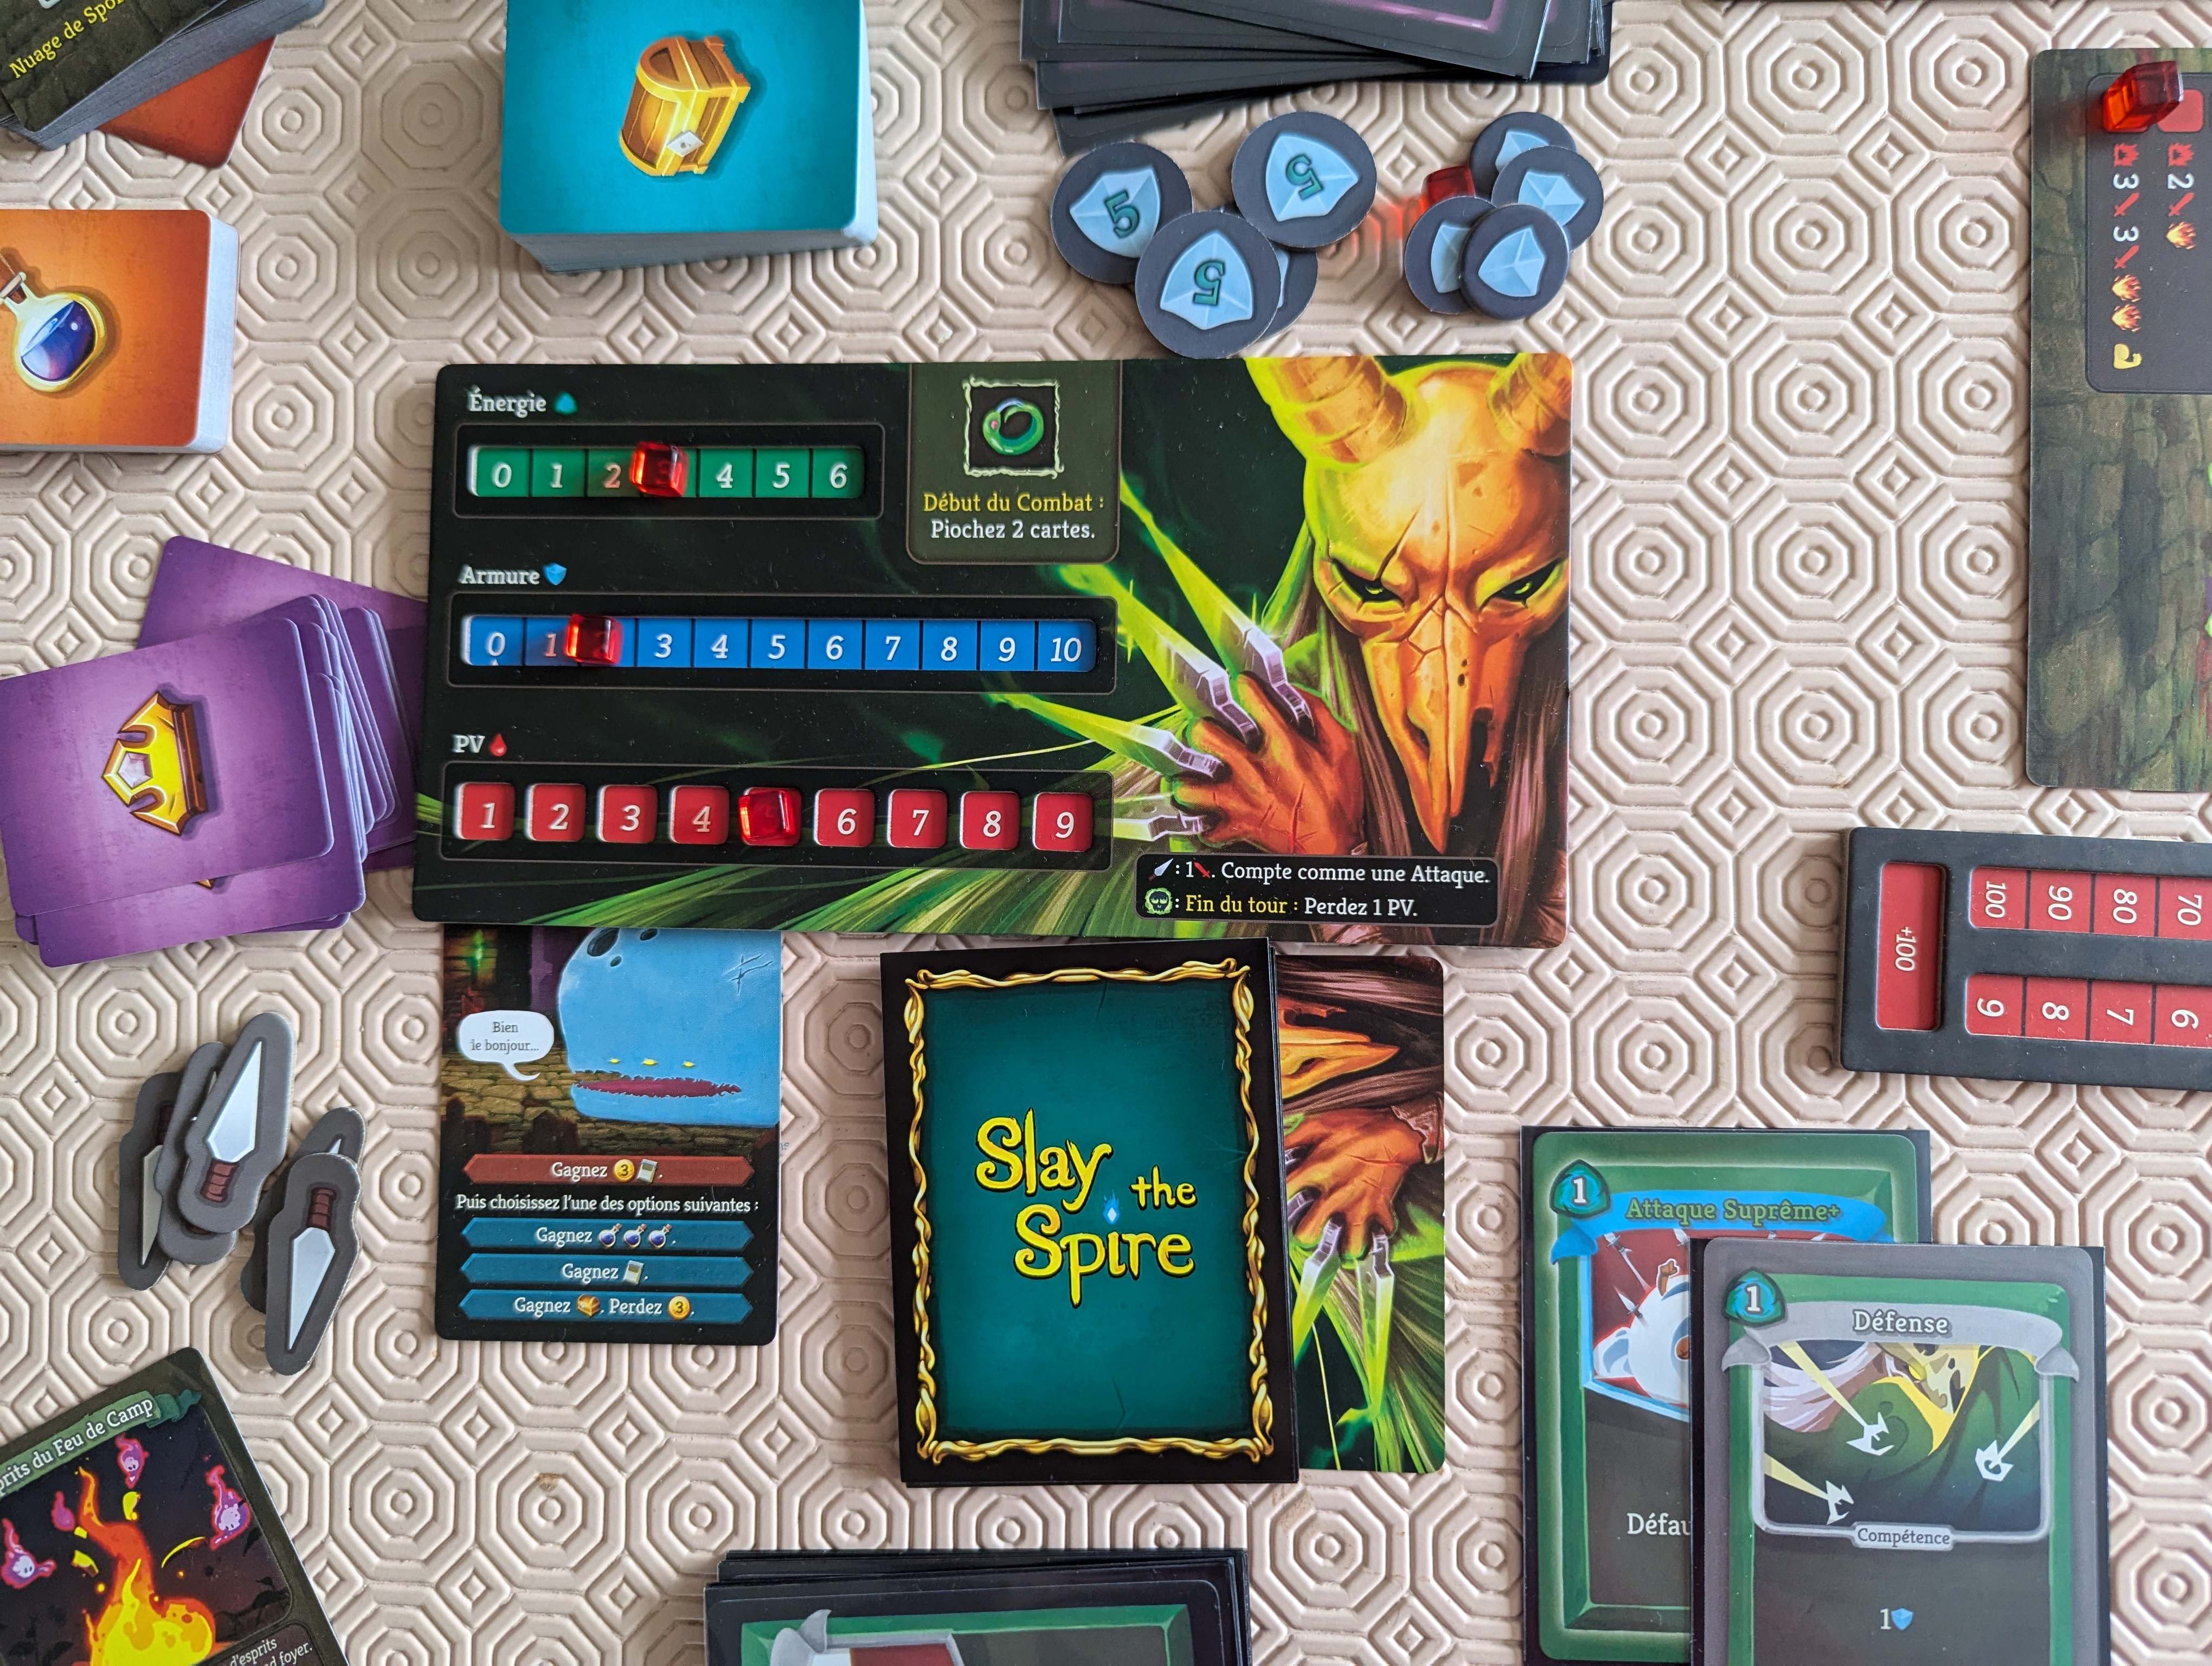 Nuage de
5
5
5
3 3
2
Énergie
0 1 2 3 4 5 6
Début du Combat :
Piochez 2 cartes.
Armure
0 1 3 4 5 6 7 8 9 10
PV
1 2 3 4 6 7 8 9
: 1 . Compte comme une Attaque.
: Fin du tour : Perdez 1 PV.
+100
100 90 80 70
9 8 7 6
Bien
le bonjour...
Gagnez 3 .
Puis choisissez l'une des options suivantes :
Gagnez .
Gagnez .
Gagnez . Perdez 3 .
Slay
the
Spire
1
Attaque Suprême+
1
Défense
Compétence
1
du Feu de Camp
d'esprits
foyer.